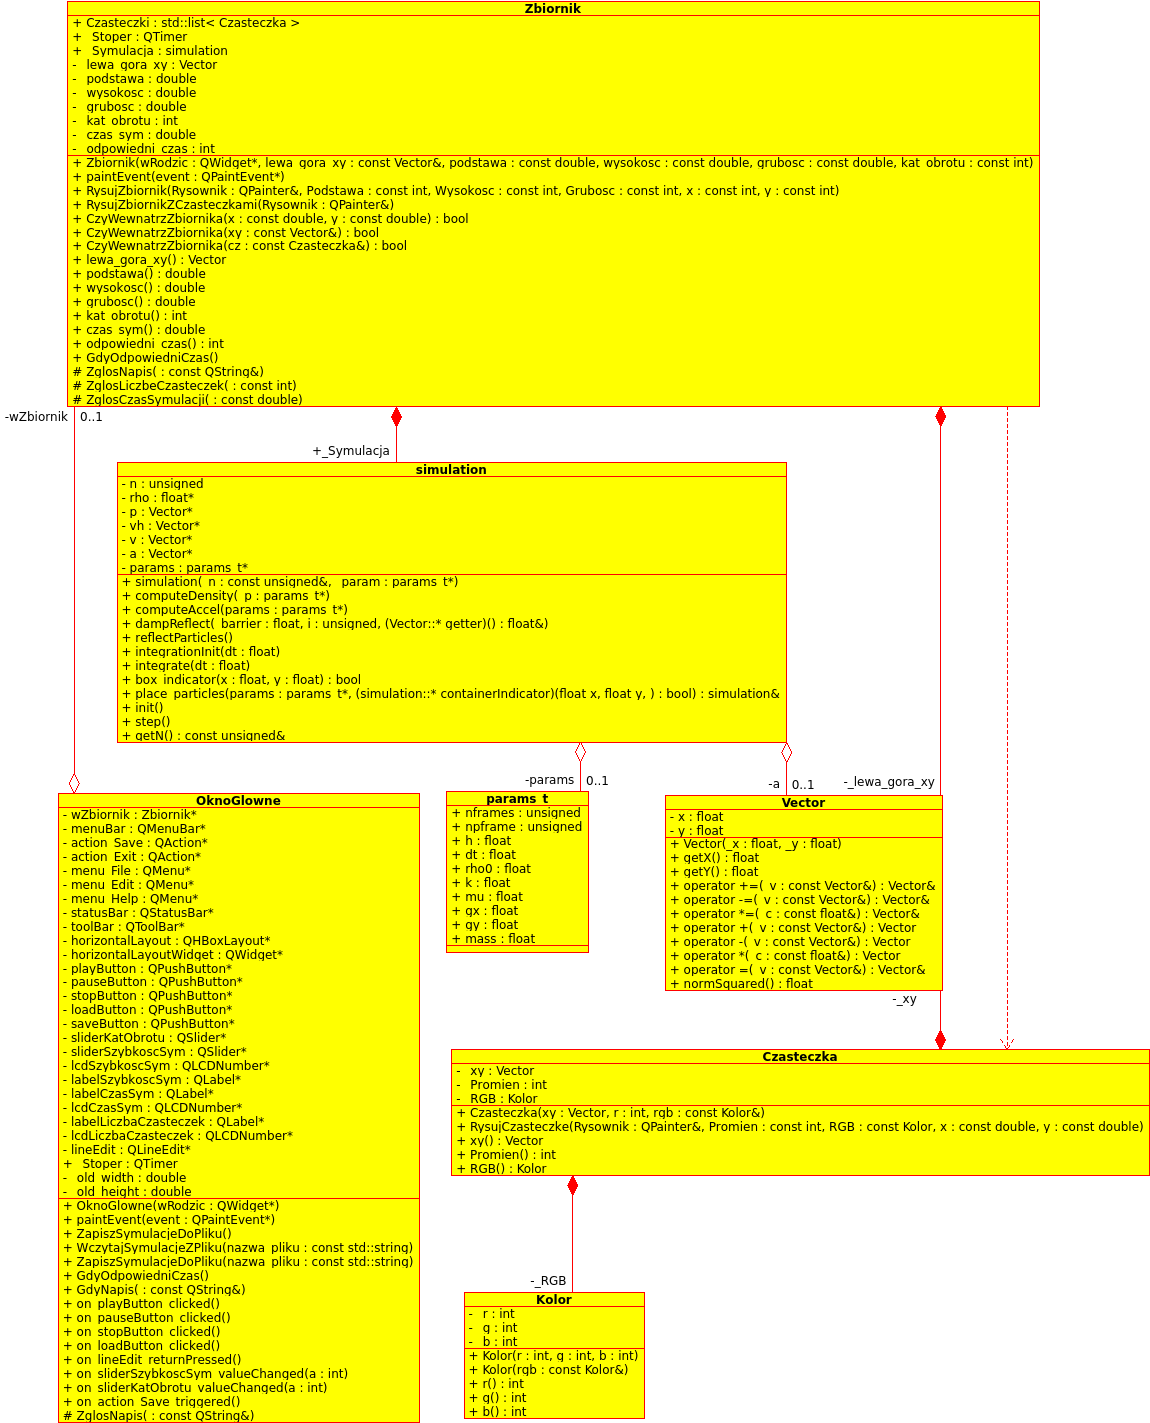 Zbiornik
+ Czasteczki : std::list< Czasteczka >
+ _Stoper : QTimer
+ _Symulacja : simulation
- _lewa_gora_xy : Vector
- _podstawa : double
- _wysokosc : double
- _grubosc : double
- _kat_obrotu : int
- _czas_sym : double
- _odpowiedni_czas : int
+ Zbiornik(wRodzic : QWidget*, lewa_gora_xy : const Vector&, podstawa : const double, wysokosc : const double, grubosc : const double, kat_obrotu : const int)
+ paintEvent(event : QPaintEvent*)
+ RysujZbiornik(Rysownik : QPainter&, Podstawa : const int, Wysokosc : const int, Grubosc : const int, x : const int, y : const int)
+ RysujZbiornikZCzasteczkami(Rysownik : QPainter&)
+ CzyWewnatrzZbiornika(x : const double, y : const double) : bool
+ CzyWewnatrzZbiornika(xy : const Vector&) : bool
+ CzyWewnatrzZbiornika(cz : const Czasteczka&) : bool
+ lewa_gora_xy() : Vector
+ podstawa() : double
+ wysokosc() : double
+ grubosc() : double
+ kat_obrotu() : int
+ czas_sym() : double
+ odpowiedni_czas() : int
+ GdyOdpowiedniCzas()
# ZglosNapis( : const QString&)
# ZglosLiczbeCzasteczek( : const int)
# ZglosCzasSymulacji( : const double)
-wZbiornik 0..1
+_Symulacja
simulation
- n : unsigned
- rho : float*
- p : Vector*
- vh : Vector*
- v : Vector*
- a : Vector*
- params : params_t*
+ simulation(_n : const unsigned&, _param : params_t*)
+ computeDensity(_p : params_t*)
+ computeAccel(params : params_t*)
+ dampReflect(_barrier : float, i : unsigned, (Vector::* getter)() : float&)
+ reflectParticles()
+ integrationInit(dt : float)
+ integrate(dt : float)
+ box_indicator(x : float, y : float) : bool
+ place_particles(params : params_t*, (simulation::* containerIndicator)(float x, float y, ) : bool) : simulation&
+ init()
+ step()
+ getN() : const unsigned&
-params 0..1
-a 0..1
-_lewa_gora_xy
OknoGlowne
- wZbiornik : Zbiornik*
- menuBar : QMenuBar*
- action_Save : QAction*
- action_Exit : QAction*
- menu_File : QMenu*
- menu_Edit : QMenu*
- menu_Help : QMenu*
- statusBar : QStatusBar*
- toolBar : QToolBar*
- horizontalLayout : QHBoxLayout*
- horizontalLayoutWidget : QWidget*
- playButton : QPushButton*
- pauseButton : QPushButton*
- stopButton : QPushButton*
- loadButton : QPushButton*
- saveButton : QPushButton*
- sliderKatObrotu : QSlider*
- sliderSzybkoscSym : QSlider*
- lcdSzybkoscSym : QLCDNumber*
- labelSzybkoscSym : QLabel*
- labelCzasSym : QLabel*
- lcdCzasSym : QLCDNumber*
- labelLiczbaCzasteczek : QLabel*
- lcdLiczbaCzasteczek : QLCDNumber*
- lineEdit : QLineEdit*
+ _Stoper : QTimer
- _old_width : double
- _old_height : double
+ OknoGlowne(wRodzic : QWidget*)
+ paintEvent(event : QPaintEvent*)
+ ZapiszSymulacjeDoPliku()
+ WczytajSymulacjeZPliku(nazwa_pliku : const std::string)
+ ZapiszSymulacjeDoPliku(nazwa_pliku : const std::string)
+ GdyOdpowiedniCzas()
+ GdyNapis( : const QString&)
+ on_playButton_clicked()
+ on_pauseButton_clicked()
+ on_stopButton_clicked()
+ on_loadButton_clicked()
+ on_lineEdit_returnPressed()
+ on_sliderSzybkoscSym_valueChanged(a : int)
+ on_sliderKatObrotu_valueChanged(a : int)
+ on_action_Save_triggered()
# ZglosNapis( : const QString&)
params_t
+ nframes : unsigned
+ npframe : unsigned
+ h : float
+ dt : float
+ rho0 : float
+ k : float
+ mu : float
+ gx : float
+ gy : float
+ mass : float
Vector
- x : float
- y : float
+ Vector(_x : float, _y : float)
+ getX() : float
+ getY() : float
+ operator +=(_v : const Vector&) : Vector&
+ operator -=(_v : const Vector&) : Vector&
+ operator *=(_c : const float&) : Vector&
+ operator +(_v : const Vector&) : Vector
+ operator -(_v : const Vector&) : Vector
+ operator *(_c : const float&) : Vector
+ operator =(_v : const Vector&) : Vector&
+ normSquared() : float
-_xy
Czasteczka
- _xy : Vector
- _Promien : int
- _RGB : Kolor
+ Czasteczka(xy : Vector, r : int, rgb : const Kolor&)
+ RysujCzasteczke(Rysownik : QPainter&, Promien : const int, RGB : const Kolor, x : const double, y : const double)
+ xy() : Vector
+ Promien() : int
+ RGB() : Kolor
-_RGB
Kolor
- _r : int
- _g : int
- _b : int
+ Kolor(r : int, g : int, b : int)
+ Kolor(rgb : const Kolor&)
+ r() : int
+ g() : int
+ b() : int